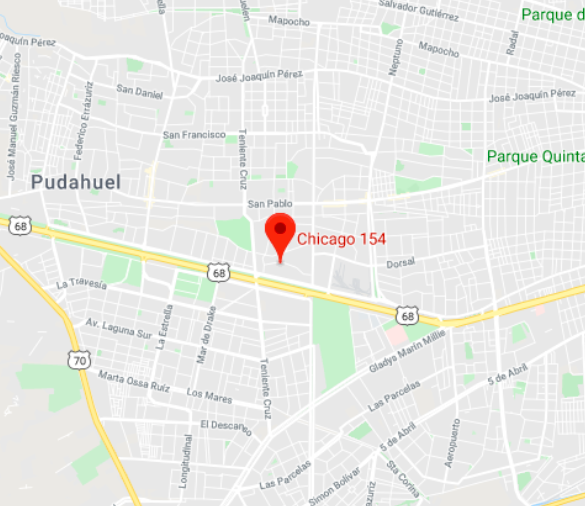 Salvador Gutiérrez
Parque d
Mapocho
Neptuno
Radal
Mapocho
José Joaquín Pérez
José Joaquín Pérez
San Daniel
José Manuel Guzmán Riesco
Federico Errázuriz
San Francisco
Teniente Cruz
Parque Quinta
Pudahuel
San Pablo
68
Chicago 154
Dorsal
68
La Travesía
68
La Estrella
Mar de Drake
Av. Laguna Sur
Gladys Marín Millie
70
Marta Ossa Ruiz
Los Mares
Teniente Cruz
5 de Abril
Las Parcelas
El Descanso
5 de Abril
Aeropuerto
Longitudinal
Las Parcelas
Simon Bolívar
Sta Corina